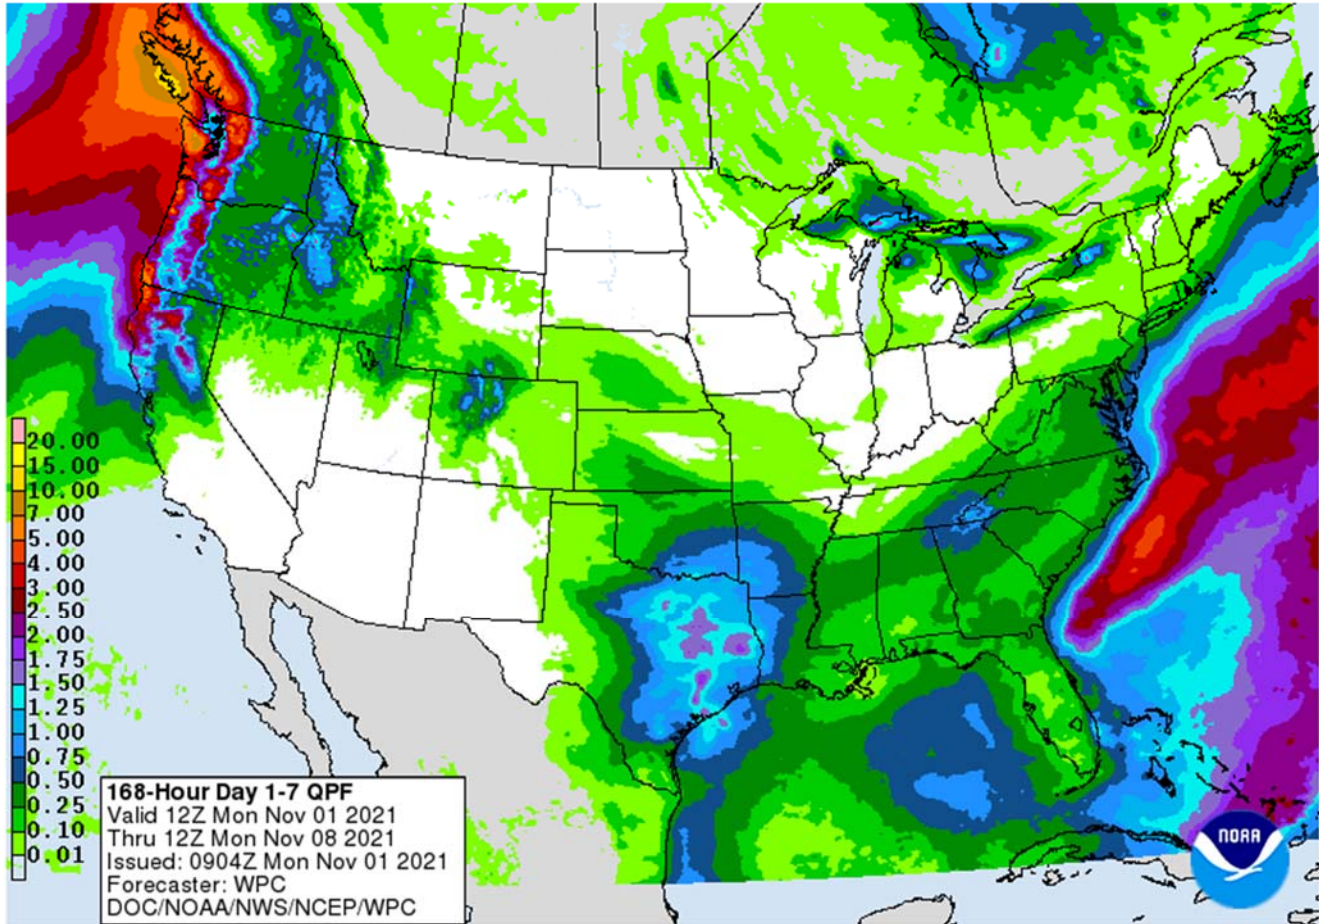 20.00
15.00
10.00
7.00
5.00
4.00
3.00
2.50
2.00
1.75
1.50
1.25
1.00
0.75
0.50
0.25
0.10
0.01
168-Hour Day 1-7 QPF
Valid 12Z Mon Nov 01 2021
Thru 12Z Mon Nov 08 2021
Issued: 0904Z Mon Nov 01 2021
Forecaster: WPC
DOC/NOAA/NWS/NCEP/WPC
NOAA